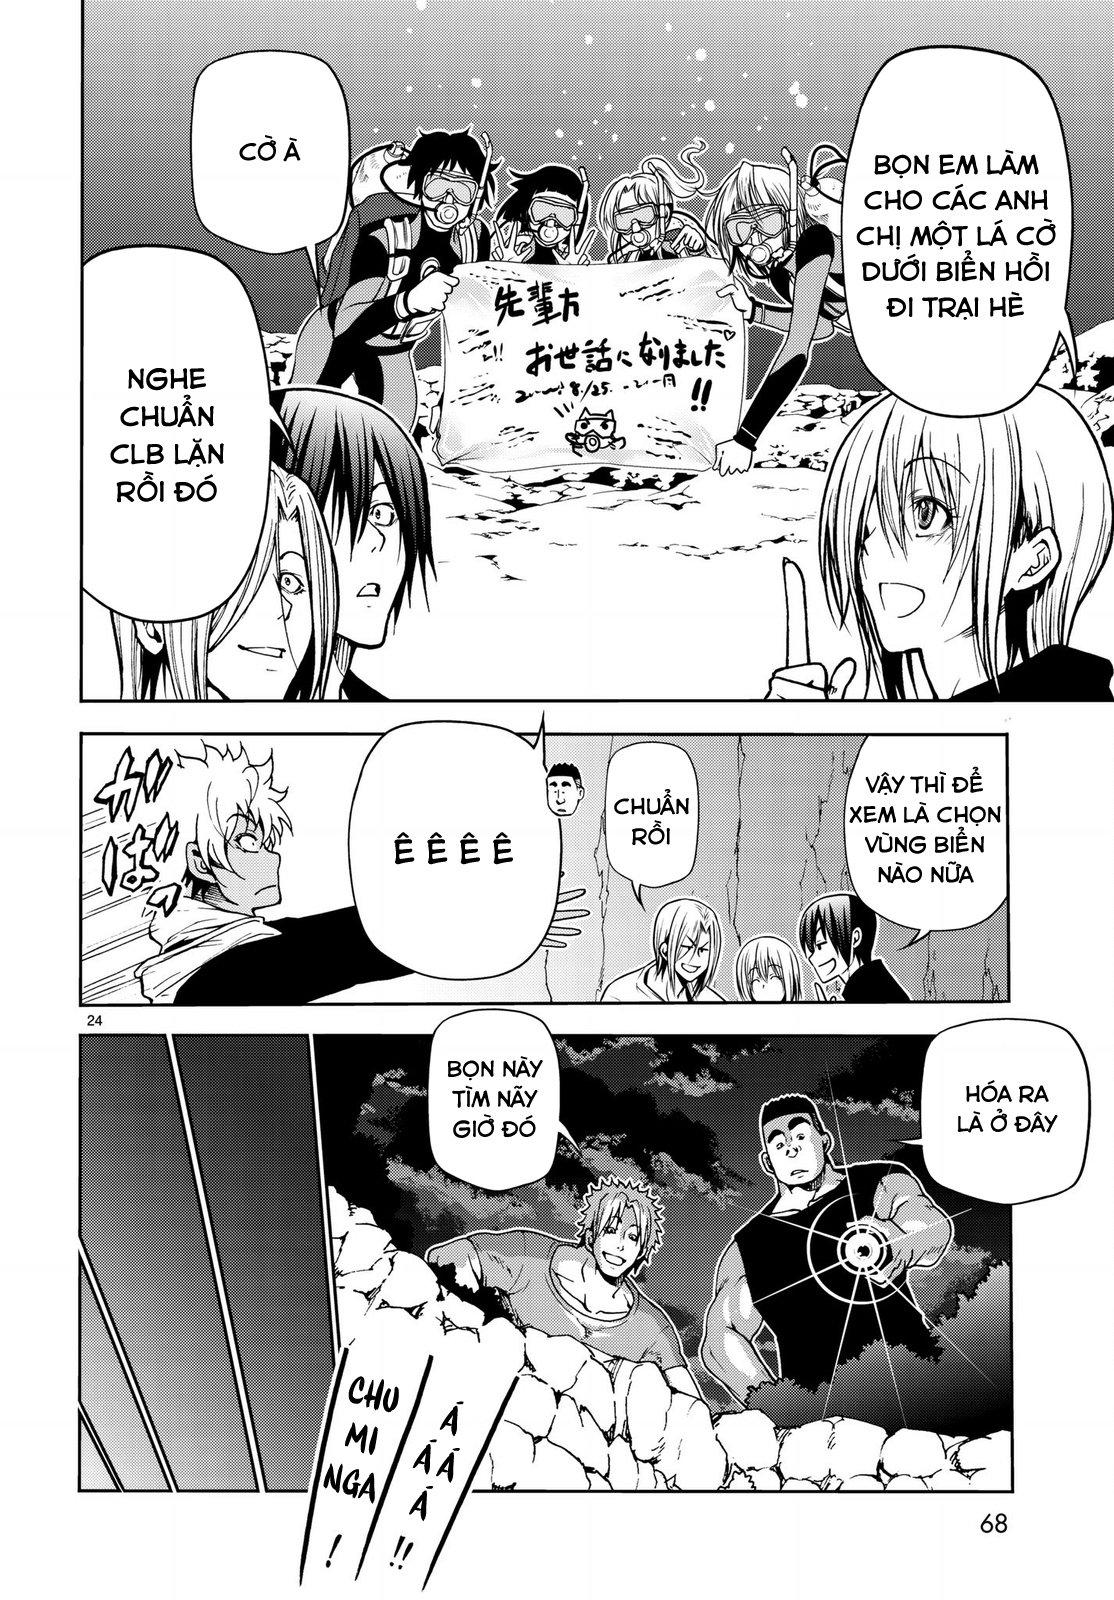 BỌN EM LÀM
CHO CÁC ANH
CHỊ MỘT LÁ CỜ
DƯỚI BIỂN HỒI
ĐI TRẠI HÈ
CỜ À
先輩方
お世話になりました
!!
NGHE
CHUẨN
CLB LẶN
RỒI ĐÓ
VẬY THÌ ĐỂ
XEM LÀ CHỌN
VÙNG BIỂN
NÀO NỮA
CHUẨN
RỒI
Ê Ê Ê Ê
ガバッ
24
HÓA RA
LÀ Ở ĐÂY
BỌN NÀY
TÌM NÃY
GIỜ ĐÓ
Á
Á Á
Á Á
Á
!!
CHU
MI
NGA
!
68